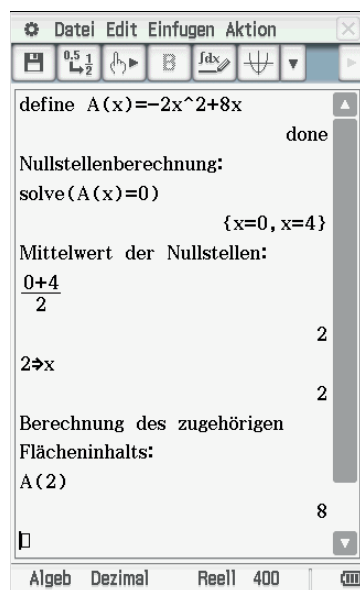 Datei Edit Einfugen Aktion
0.5 1/2 B ∫dx
define A(x)=-2x^2+8x
done
Nullstellenberechnung:
solve(A(x)=0)
{x=0,x=4}
Mittelwert der Nullstellen:
0+4
2
2
2⇒x
2
Berechnung des zugehörigen
Flächeninhalts:
A(2)
8
Algeb Dezimal Reell 400